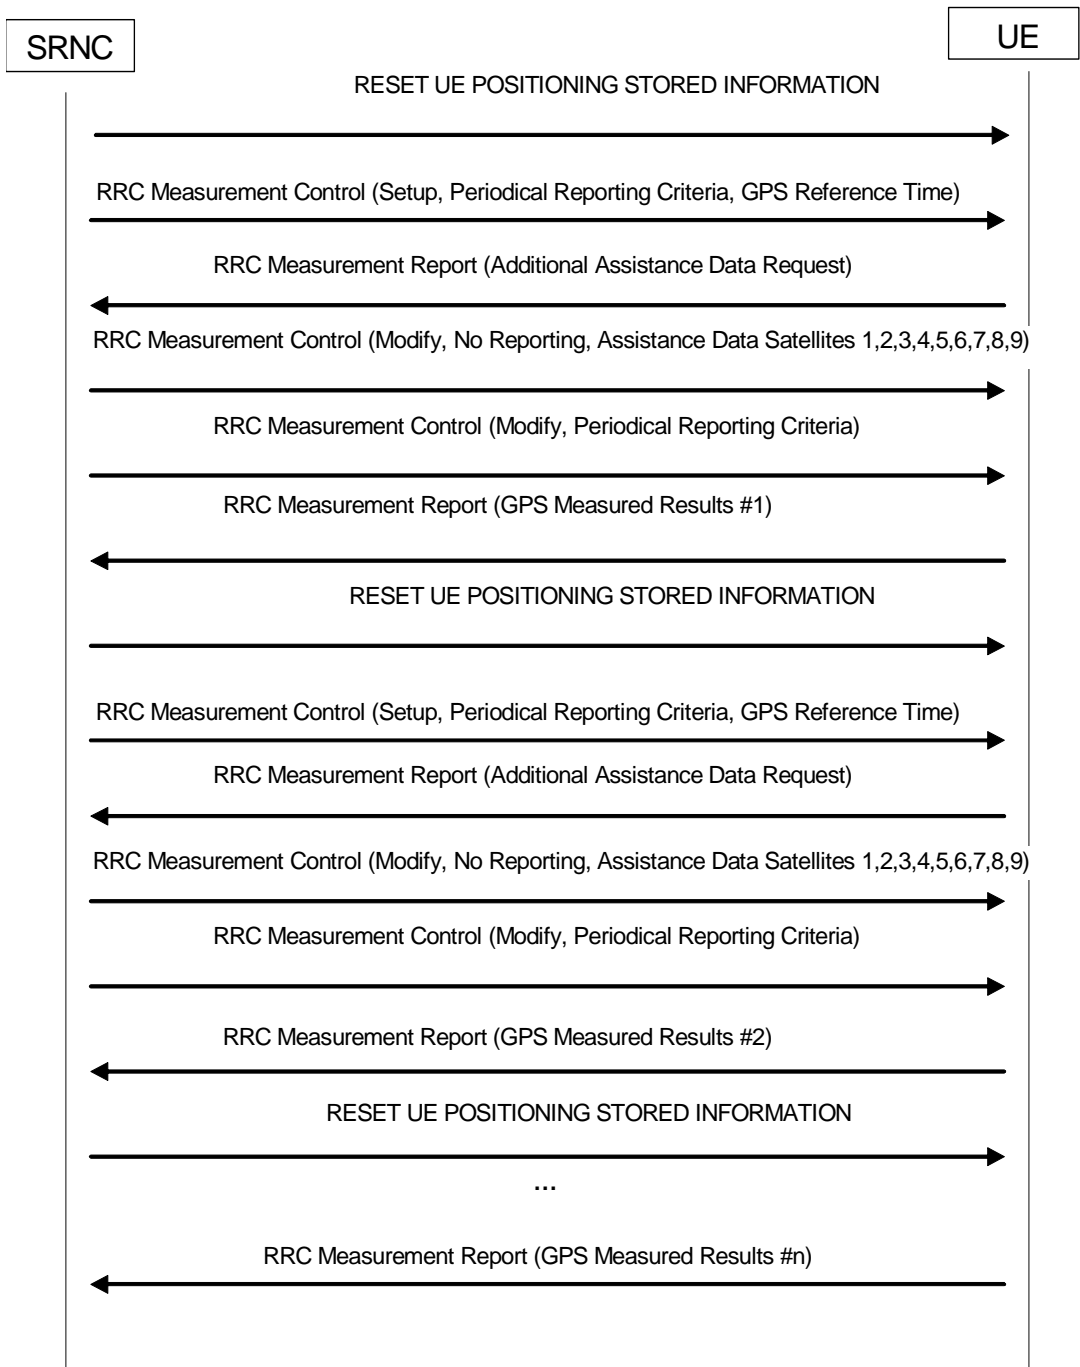 SRNC
UE
RESET UE POSITIONING STORED INFORMATION
RRC Measurement Control (Setup, Periodical Reporting Criteria, GPS Reference Time)
RRC Measurement Report (Additional Assistance Data Request)
RRC Measurement Control (Modify, No Reporting, Assistance Data Satellites 1,2,3,4,5,6,7,8,9)
RRC Measurement Control (Modify, Periodical Reporting Criteria)
RRC Measurement Report (GPS Measured Results #1)
RESET UE POSITIONING STORED INFORMATION
RRC Measurement Control (Setup, Periodical Reporting Criteria, GPS Reference Time)
RRC Measurement Report (Additional Assistance Data Request)
RRC Measurement Control (Modify, No Reporting, Assistance Data Satellites 1,2,3,4,5,6,7,8,9)
RRC Measurement Control (Modify, Periodical Reporting Criteria)
RRC Measurement Report (GPS Measured Results #2)
RESET UE POSITIONING STORED INFORMATION
...
RRC Measurement Report (GPS Measured Results #n)